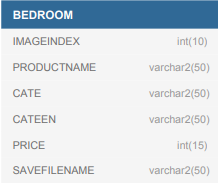 BEDROOM
IMAGEINDEX int(10)
PRODUCTNAME varchar2(50)
CATE varchar2(50)
CATEEN varchar2(50)
PRICE int(15)
SAVEFILENAME varchar2(50)